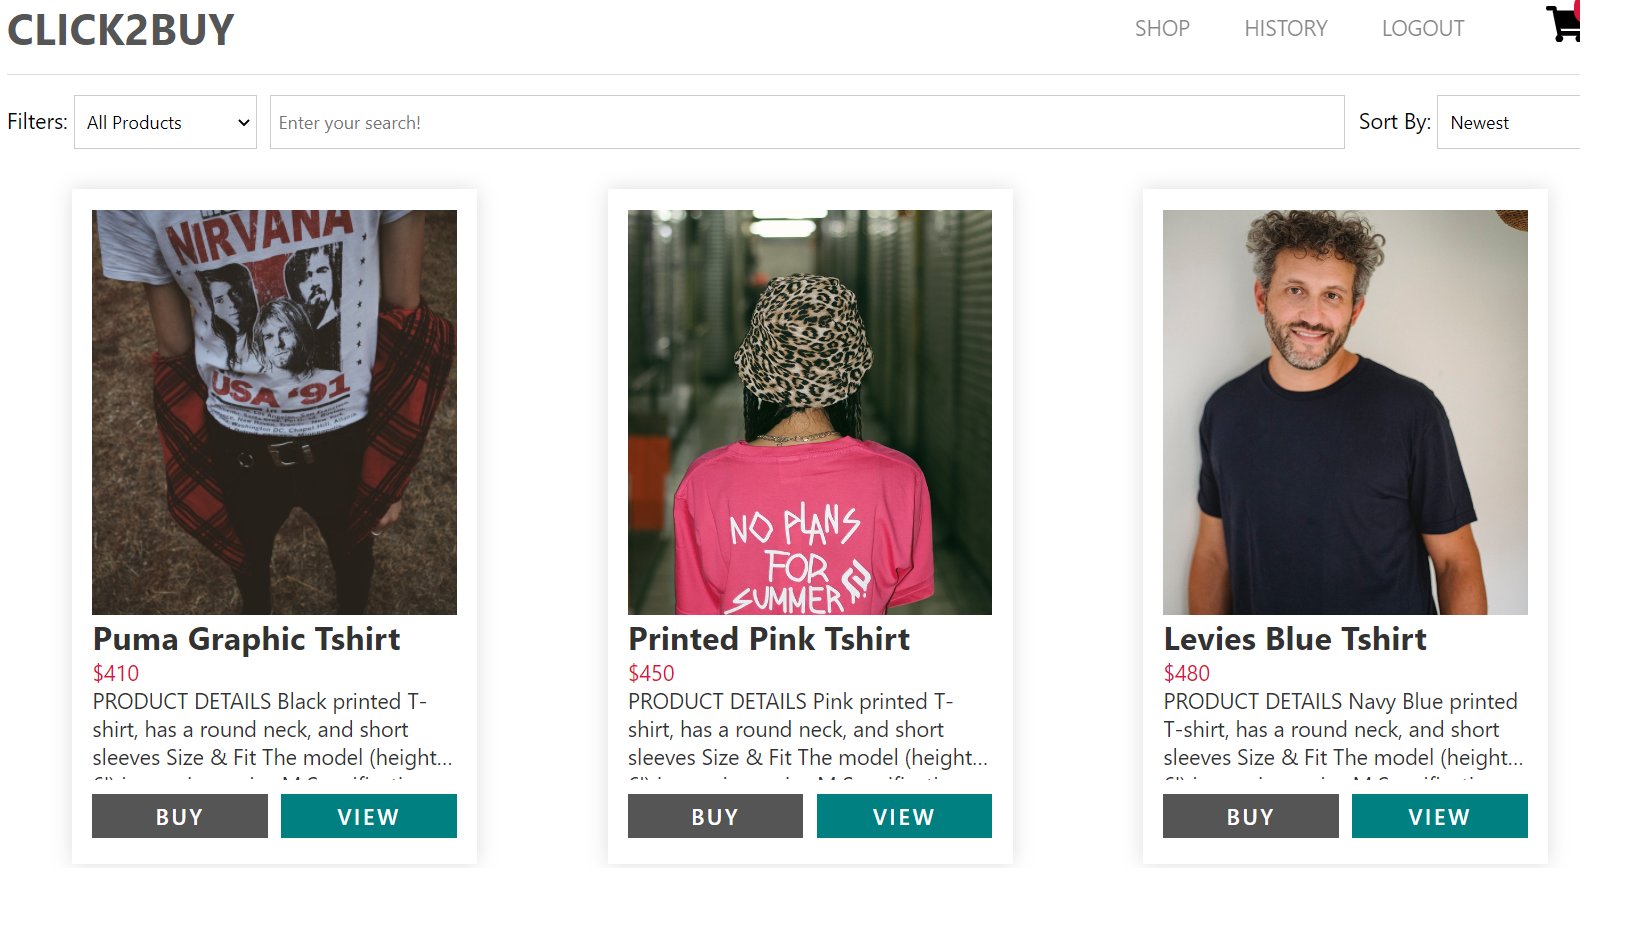 CLICK2BUY
SHOP HISTORY LOGOUT
Filters: All Products Enter your search! Sort By: Newest
NIRVANA
USA '91
NO PLANS
FOR
SUMMER
Puma Graphic Tshirt
$410
PRODUCT DETAILS Black printed T-
shirt, has a round neck, and short
sleeves Size & Fit The model (height...
BUY VIEW
Printed Pink Tshirt
$450
PRODUCT DETAILS Pink printed T-
shirt, has a round neck, and short
sleeves Size & Fit The model (height...
BUY VIEW
Levies Blue Tshirt
$480
PRODUCT DETAILS Navy Blue printed
T-shirt, has a round neck, and short
sleeves Size & Fit The model (height...
BUY VIEW